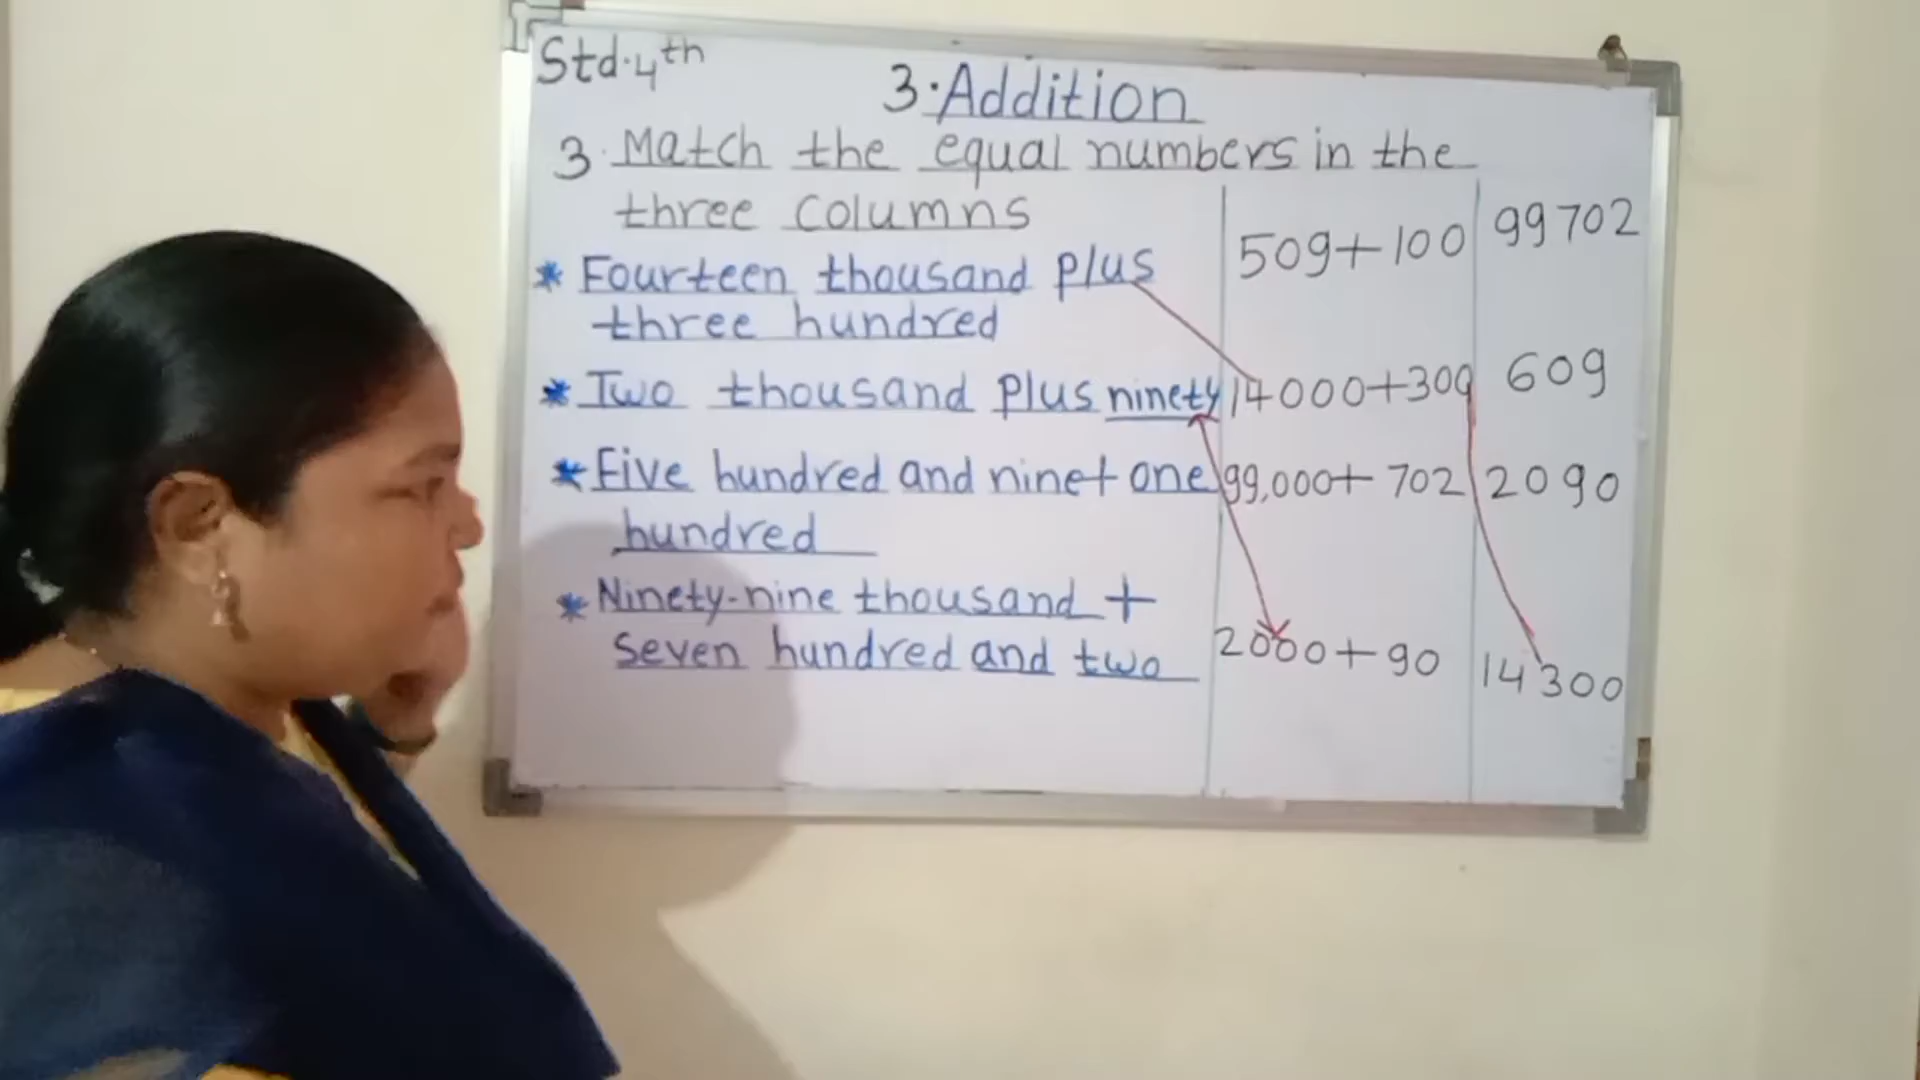 Std. 4th
3. Addition
3. Match the equal numbers in the
three columns
* Fourteen thousand plus
three hundred
* Two thousand plus ninety
* Five hundred and nine + one
hundred
* Ninety-nine thousand +
seven hundred and two
509+100
14000+300
99,000+ 702
2000+90
99702
609
2090
14300